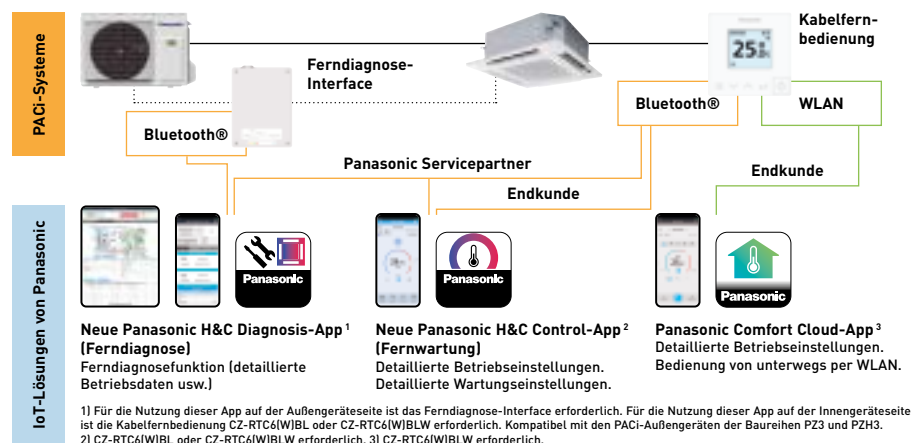 PACi-Systeme
Ferndiagnose-
Interface
Kabelfern-
bedienung
Bluetooth®
Bluetooth®
WLAN
Panasonic Servicepartner
Endkunde
Endkunde
IoT-Lösungen von Panasonic
Panasonic
Panasonic
Panasonic
Neue Panasonic H&C Diagnosis-App ¹
(Ferndiagnose)
Ferndiagnosefunktion (detaillierte
Betriebsdaten usw.)
Neue Panasonic H&C Control-App ²
(Fernwartung)
Detaillierte Betriebseinstellungen.
Detaillierte Wartungseinstellungen.
Panasonic Comfort Cloud-App ³
Detaillierte Betriebseinstellungen.
Bedienung von unterwegs per WLAN.
1) Für die Nutzung dieser App auf der Außengeräteseite ist das Ferndiagnose-Interface erforderlich. Für die Nutzung dieser App auf der Innengeräteseite
ist die Kabelfernbedienung CZ-RTC6(W)BL oder CZ-RTC6(W)BLW erforderlich. Kompatibel mit den PACi-Außengeräten der Baureihen PZ3 und PZH3.
2) CZ-RTC6(W)BL oder CZ-RTC6(W)BLW erforderlich. 3) CZ-RTC6(W)BLW erforderlich.